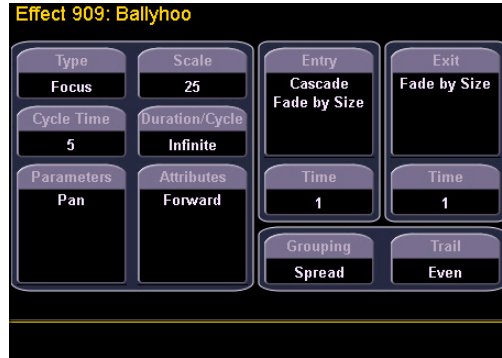 Effect 909: Ballyhoo
Type
Focus
Scale
25
Cycle Time
5
Duration/Cycle
Infinite
Parameters
Pan
Attributes
Forward
Entry
Cascade
Fade by Size
Time
1
Exit
Fade by Size
Time
1
Grouping
Spread
Trail
Even